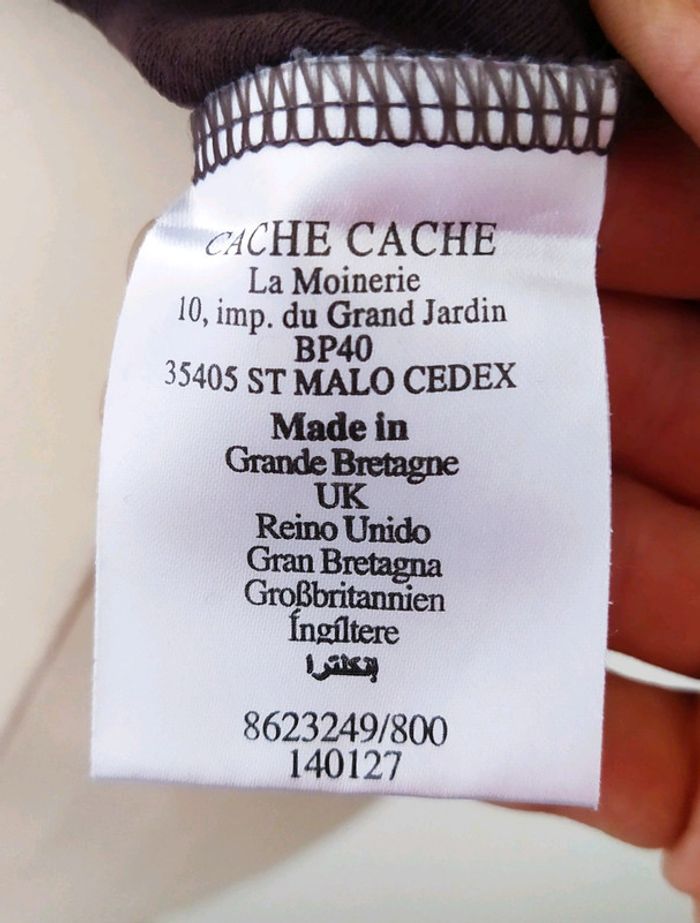 CACHE CACHE
La Moinerie
10, imp. du Grand Jardin
BP40
35405 ST MALO CEDEX
Made in
Grande Bretagne
UK
Reino Unido
Gran Bretagna
Großbritannien
Íngíltere
إنكلترا
8623249/800
140127